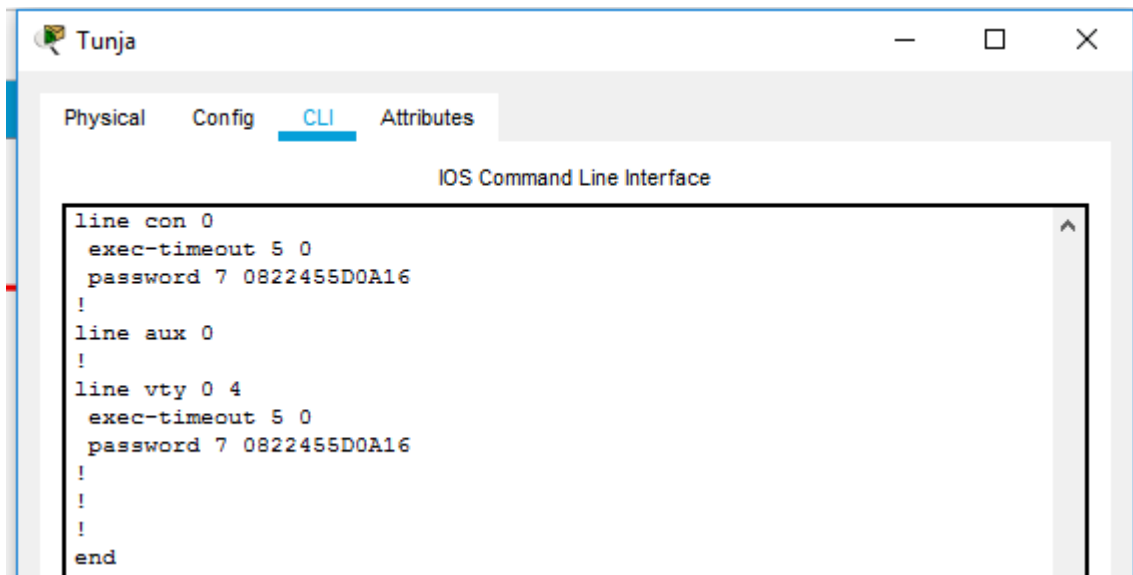 Tunja
Physical Config CLI Attributes
IOS Command Line Interface
line con 0
 exec-timeout 5 0
 password 7 0822455D0A16
!
line aux 0
!
line vty 0 4
 exec-timeout 5 0
 password 7 0822455D0A16
!
!
!
end